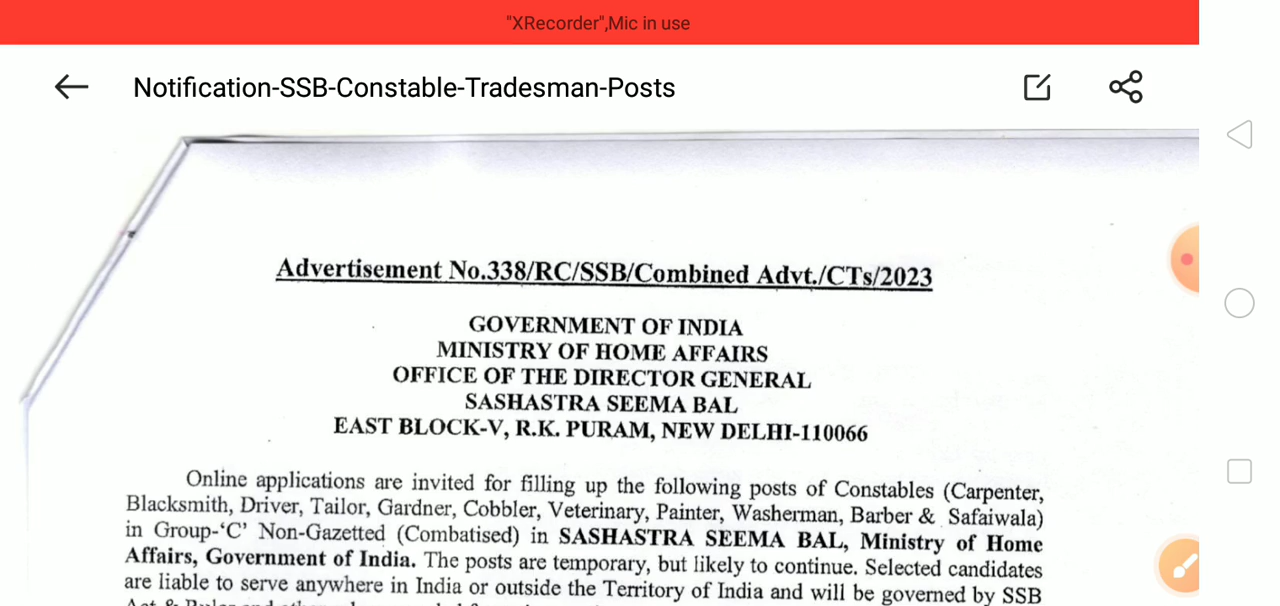 "XRecorder",Mic in use
Notification-SSB-Constable-Tradesman-Posts
Advertisement No.338/RC/SSB/Combined Advt./CTs/2023
GOVERNMENT OF INDIA
MINISTRY OF HOME AFFAIRS
OFFICE OF THE DIRECTOR GENERAL
SASHASTRA SEEMA BAL
EAST BLOCK-V, R.K. PURAM, NEW DELHI-110066
Online applications are invited for filling up the following posts of Constables (Carpenter,
Blacksmith, Driver, Tailor, Gardner, Cobbler, Veterinary, Painter, Washerman, Barber & Safaiwala)
in Group-‘C’ Non-Gazetted (Combatised) in SASHASTRA SEEMA BAL, Ministry of Home
Affairs, Government of India. The posts are temporary, but likely to continue. Selected candidates
are liable to serve anywhere in India or outside the Territory of India and will be governed by SSB